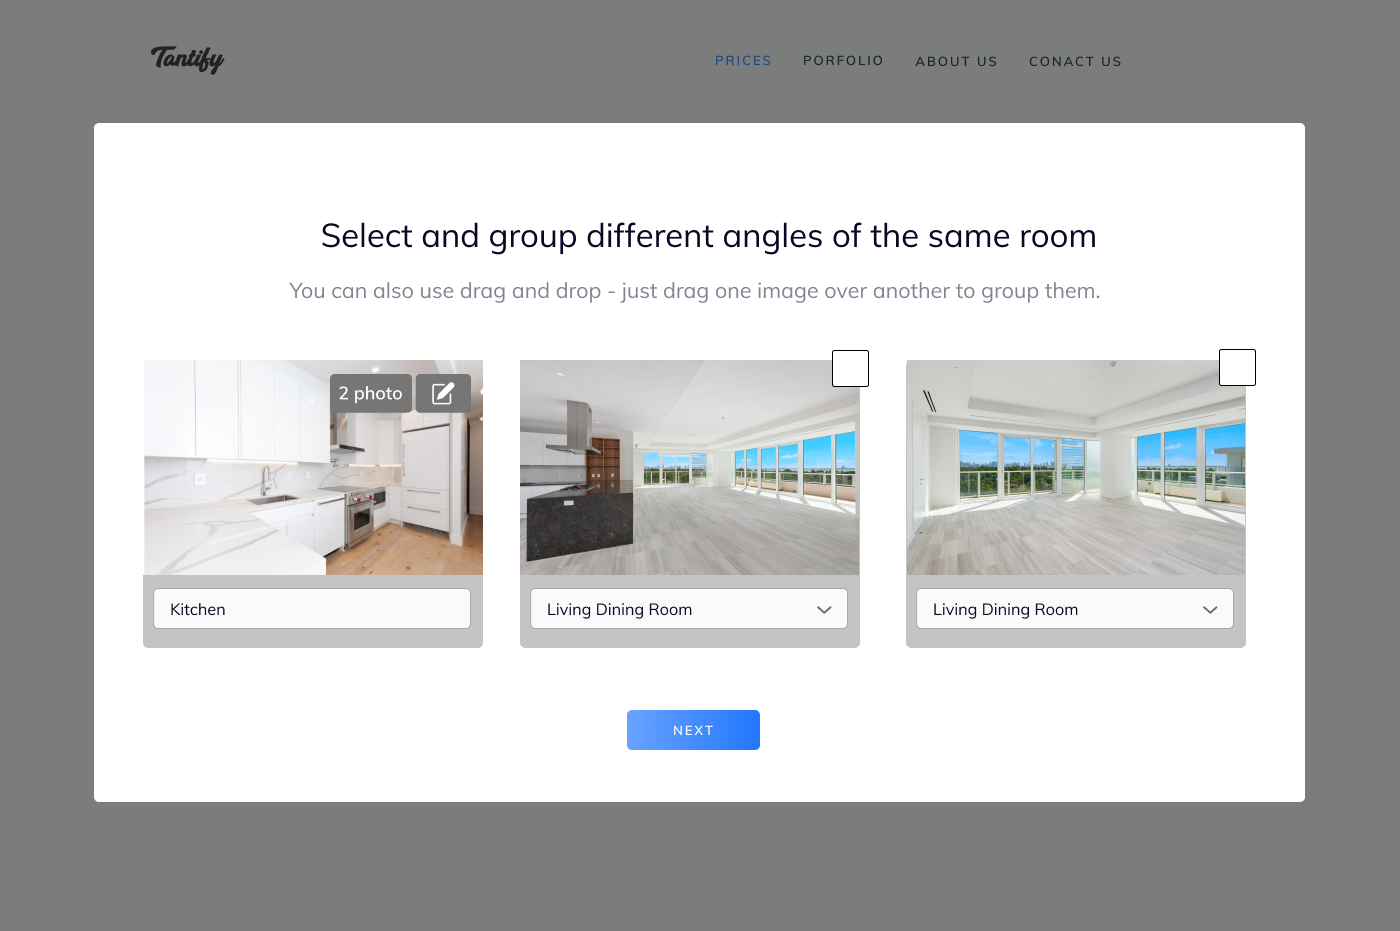 Tantify
PRICES PORFOLIO ABOUT US CONACT US
Select and group different angles of the same room
You can also use drag and drop - just drag one image over another to group them.
2 photo
Kitchen
Living Dining Room
Living Dining Room
NEXT